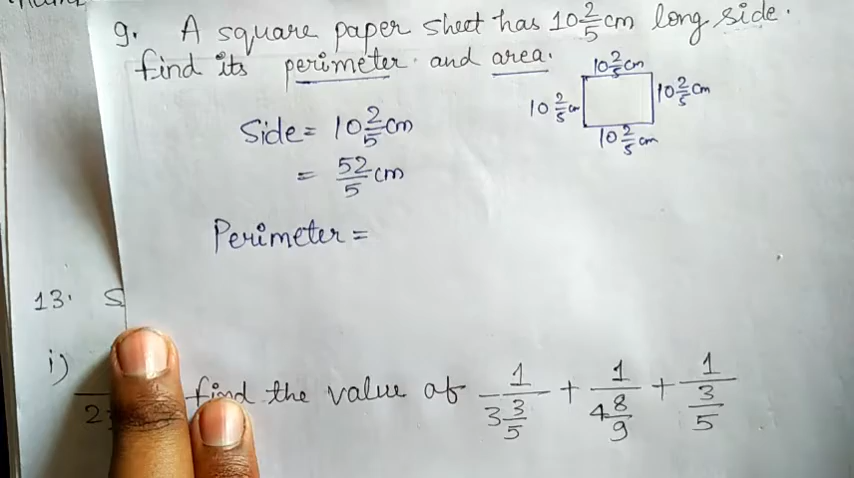 9. A square paper sheet has 10 2/5 cm long side.
find its perimeter and area.
10 2/5 cm
10 2/5 cm
10 2/5 cm
10 2/5 cm
Side = 10 2/5 cm
= 52/5 cm
Perimeter =
13. S
i)
2
find the value of 1/(3 3/5) + 1/(4 8/9) + 1/(3/5)